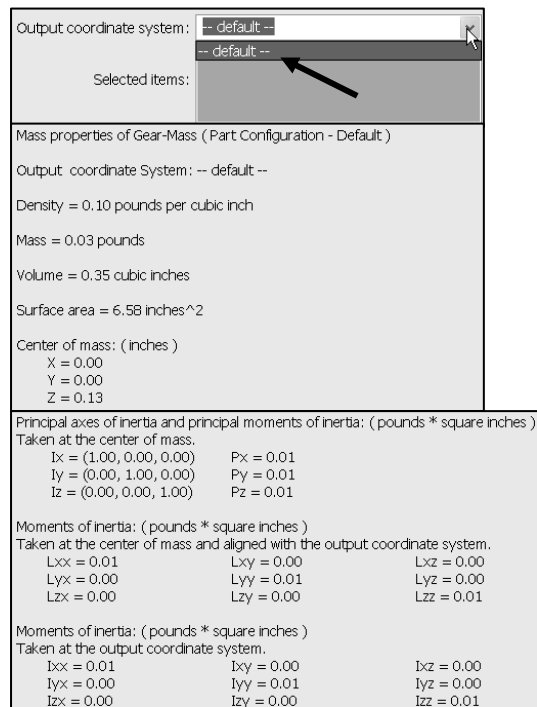 Output coordinate system: -- default --
-- default --
Selected items:
Mass properties of Gear-Mass ( Part Configuration - Default )
Output coordinate System: -- default --
Density = 0.10 pounds per cubic inch
Mass = 0.03 pounds
Volume = 0.35 cubic inches
Surface area = 6.58 inches^2
Center of mass: ( inches )
X = 0.00
Y = 0.00
Z = 0.13
Principal axes of inertia and principal moments of inertia: ( pounds * square inches )
Taken at the center of mass.
Ix = (1.00, 0.00, 0.00) Px = 0.01
Iy = (0.00, 1.00, 0.00) Py = 0.01
Iz = (0.00, 0.00, 1.00) Pz = 0.01
Moments of inertia: ( pounds * square inches )
Taken at the center of mass and aligned with the output coordinate system.
Lxx = 0.01 Lxy = 0.00 Lxz = 0.00
Lyx = 0.00 Lyy = 0.01 Lyz = 0.00
Lzx = 0.00 Lzy = 0.00 Lzz = 0.01
Moments of inertia: ( pounds * square inches )
Taken at the output coordinate system.
Ixx = 0.01 Ixy = 0.00 Ixz = 0.00
Iyx = 0.00 Iyy = 0.01 Iyz = 0.00
Izx = 0.00 Izy = 0.00 Izz = 0.01